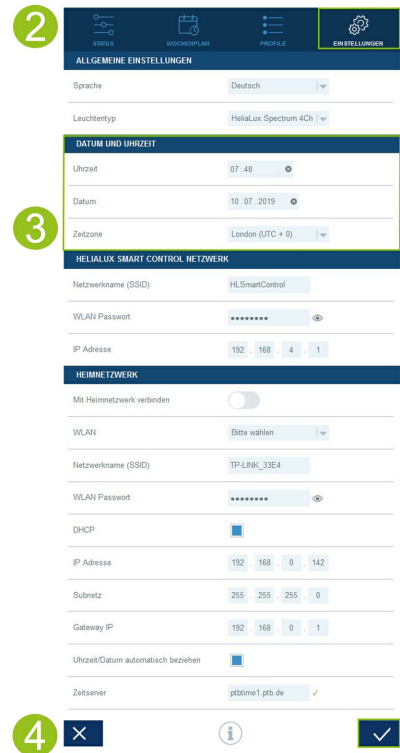 2
STATUS WOCHENPLAN PROFILE EINSTELLUNGEN
ALLGEMEINE EINSTELLUNGEN
Sprache Deutsch
Leuchtentyp HeliaLux Spectrum 4Ch
DATUM UND UHRZEIT
Uhrzeit 07:48
Datum 10.07.2019
3
Zeitzone London (UTC + 0)
HELIALUX SMART CONTROL NETZWERK
Netzwerkname (SSID) HLSmartControl
WLAN Passwort ••••••••
IP Adresse 192 . 168 . 4 . 1
HEIMNETZWERK
Mit Heimnetzwerk verbinden
WLAN Bitte wählen
Netzwerkname (SSID) TP-LINK_33E4
WLAN Passwort ••••••••
DHCP
IP Adresse 192 . 168 . 0 . 142
Subnetz 255 . 255 . 255 . 0
Gateway IP 192 . 168 . 0 . 1
Uhrzeit/Datum automatisch beziehen
Zeitserver ptbtime1.ptb.de ✓
4